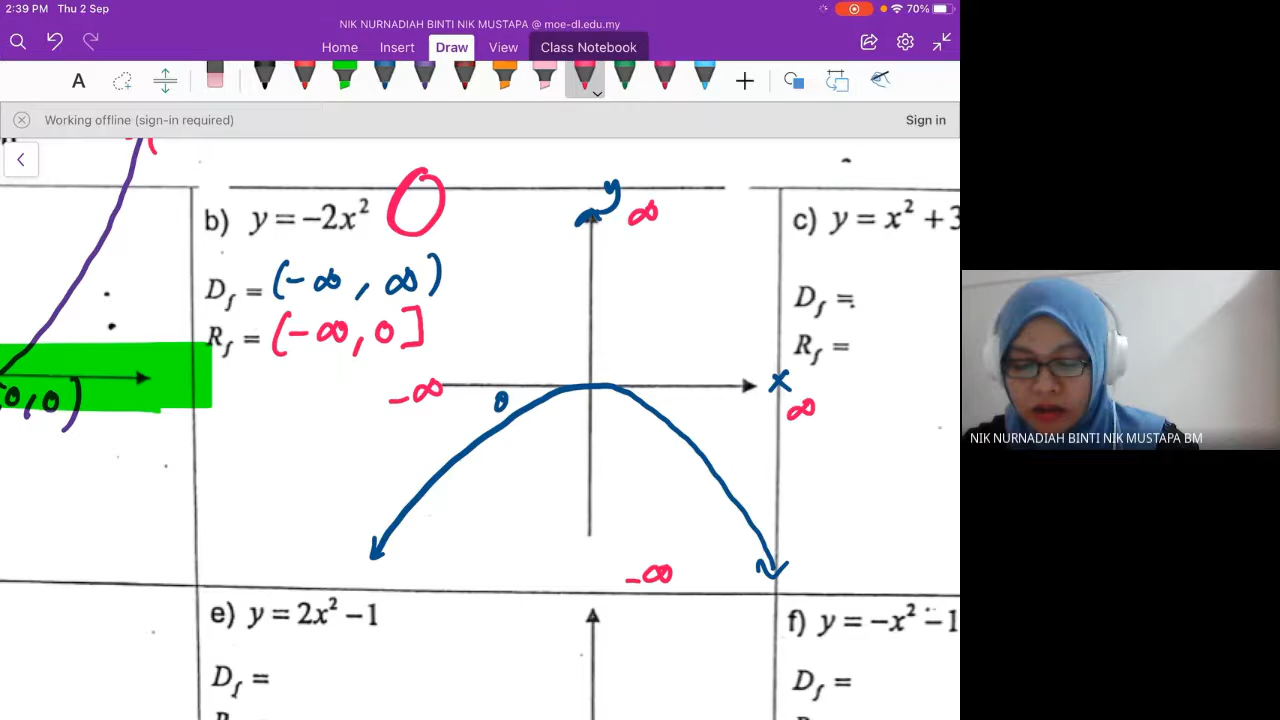 2:39 PM Thu 2 Sep
70%
NIK NURNADIAH BINTI NIK MUSTAPA @ moe-dl.edu.my
Home Insert Draw View Class Notebook
A
Working offline (sign-in required) Sign in
b) y = −2x² 0
D_f = (-∞, ∞)
R_f = (-∞, 0]
y
∞
-∞
0
x
∞
-∞
0,0)
c) y = x² + 3
D_f =
R_f =
e) y = 2x² − 1
D_f =
f) y = −x² − 1
D_f =
NIK NURNADIAH BINTI NIK MUSTAPA BM